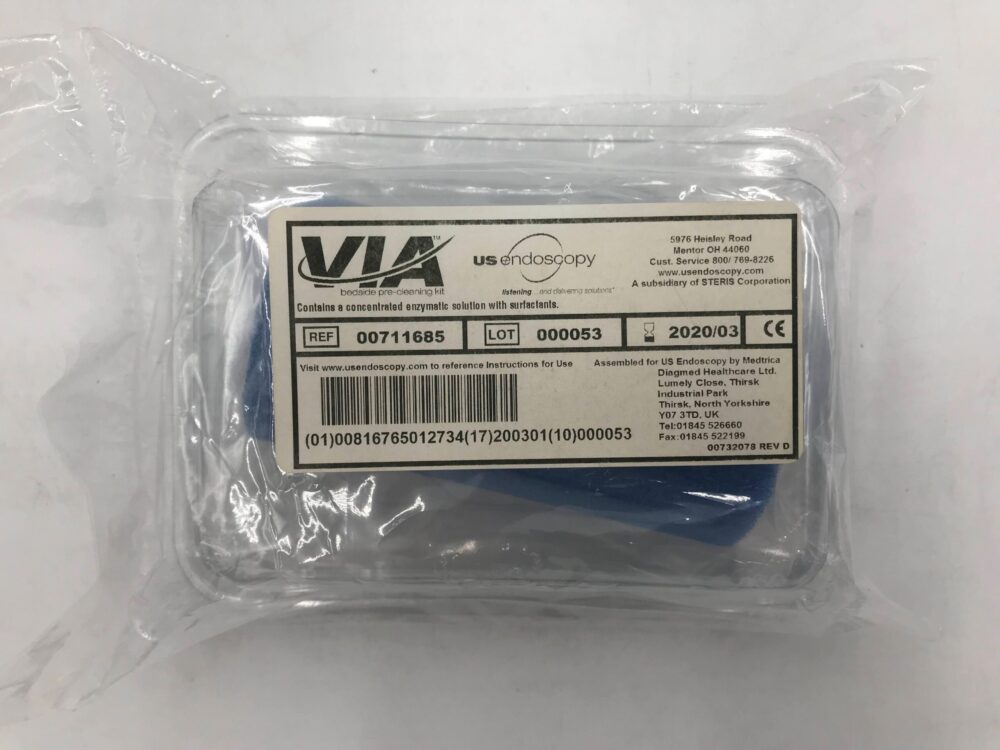 VIA™
bedside pre-cleaning kit
US endoscopy
listening...and delivering solutions®
5976 Heisley Road
Mentor OH 44060
Cust. Service 800/ 769-8226
www.usendoscopy.com
A subsidiary of STERIS Corporation
Contains a concentrated enzymatic solution with surfactants.
REF 00711685
LOT 000053
2020/03
CE
Visit www.usendoscopy.com to reference Instructions for Use
(01)00816765012734(17)200301(10)000053
Assembled for US Endoscopy by Medtrica
Diagmed Healthcare Ltd.
Lumely Close, Thirsk
Industrial Park
Thirsk, North Yorkshire
Y07 3TD, UK
Tel:01845 526660
Fax:01845 522199
00732078 REV D